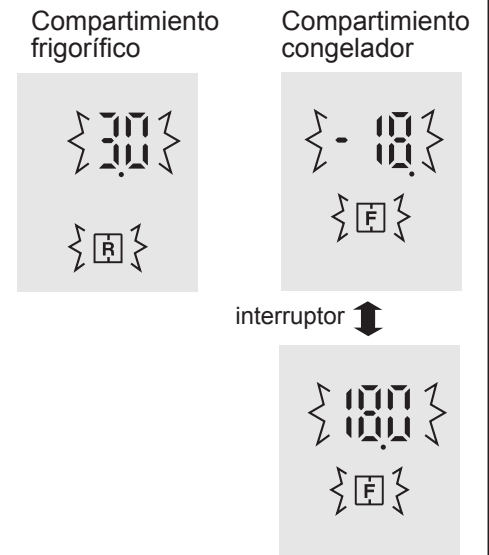 Compartimiento
frigorífico
3.0
R
Compartimiento
congelador
- 18.
F
interruptor
18.0
F